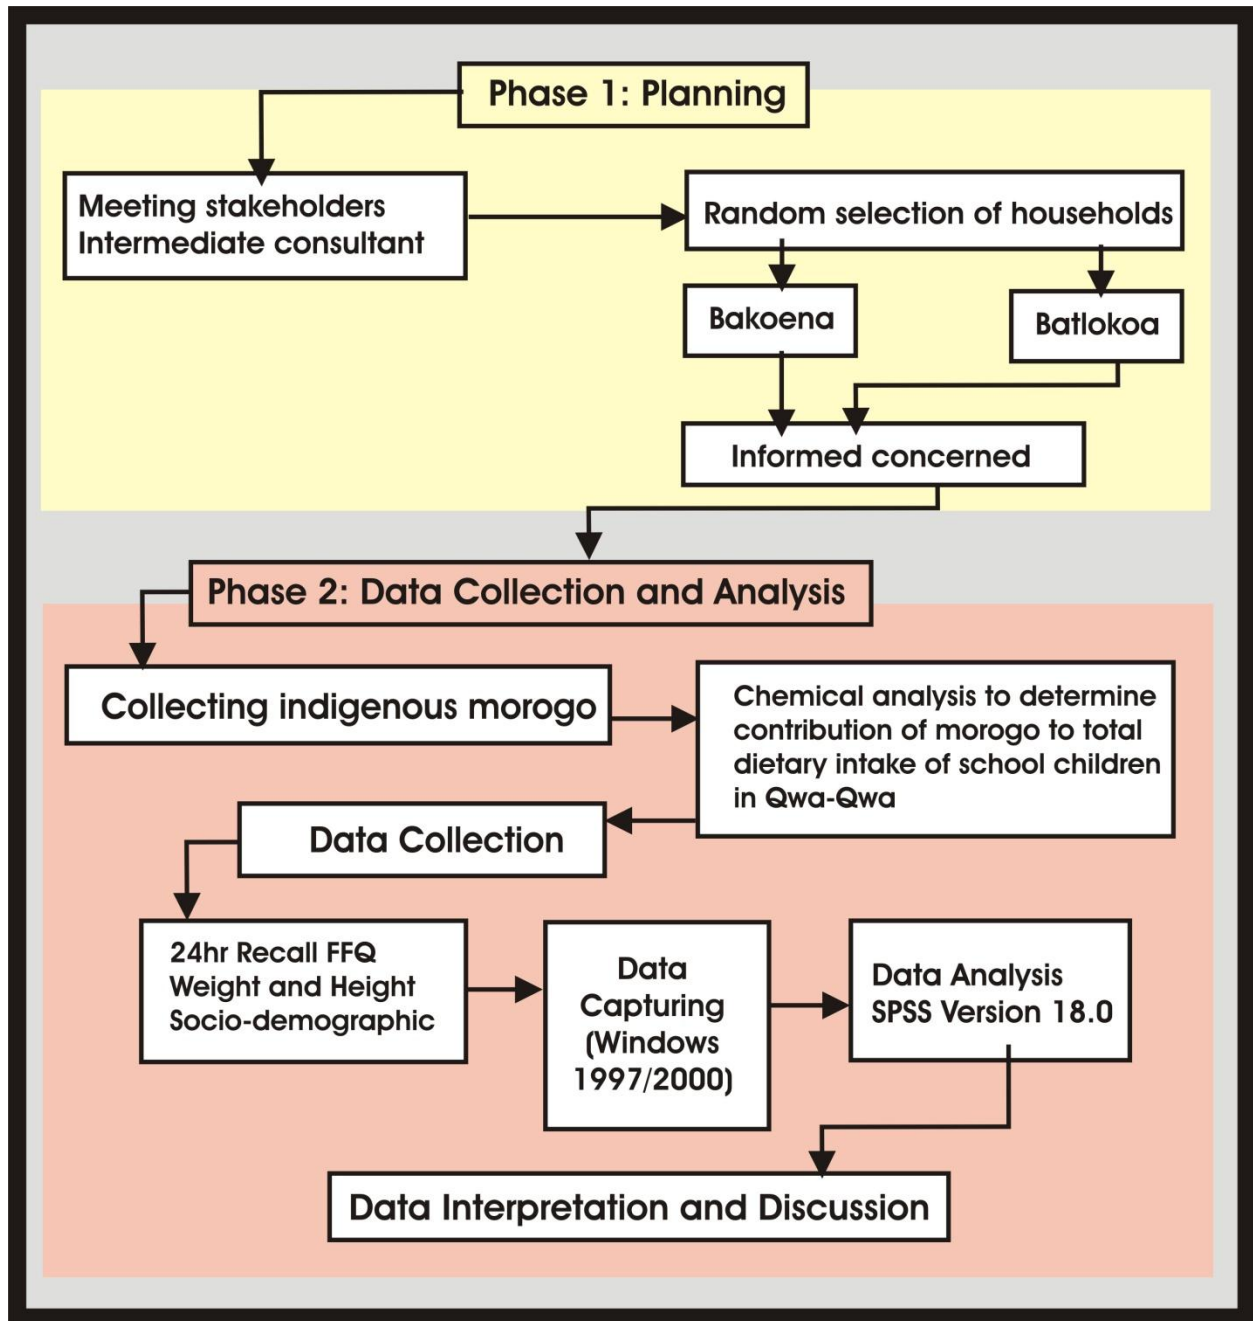 Phase 1: Planning
Meeting stakeholders
Intermediate consultant
Random selection of households
Bakoena
Batlokoa
Informed concerned
Phase 2: Data Collection and Analysis
Collecting indigenous morogo
Chemical analysis to determine
contribution of morogo to total
dietary intake of school children
in Qwa-Qwa
Data Collection
24hr Recall FFQ
Weight and Height
Socio-demographic
Data
Capturing
(Windows
1997/2000)
Data Analysis
SPSS Version 18.0
Data Interpretation and Discussion